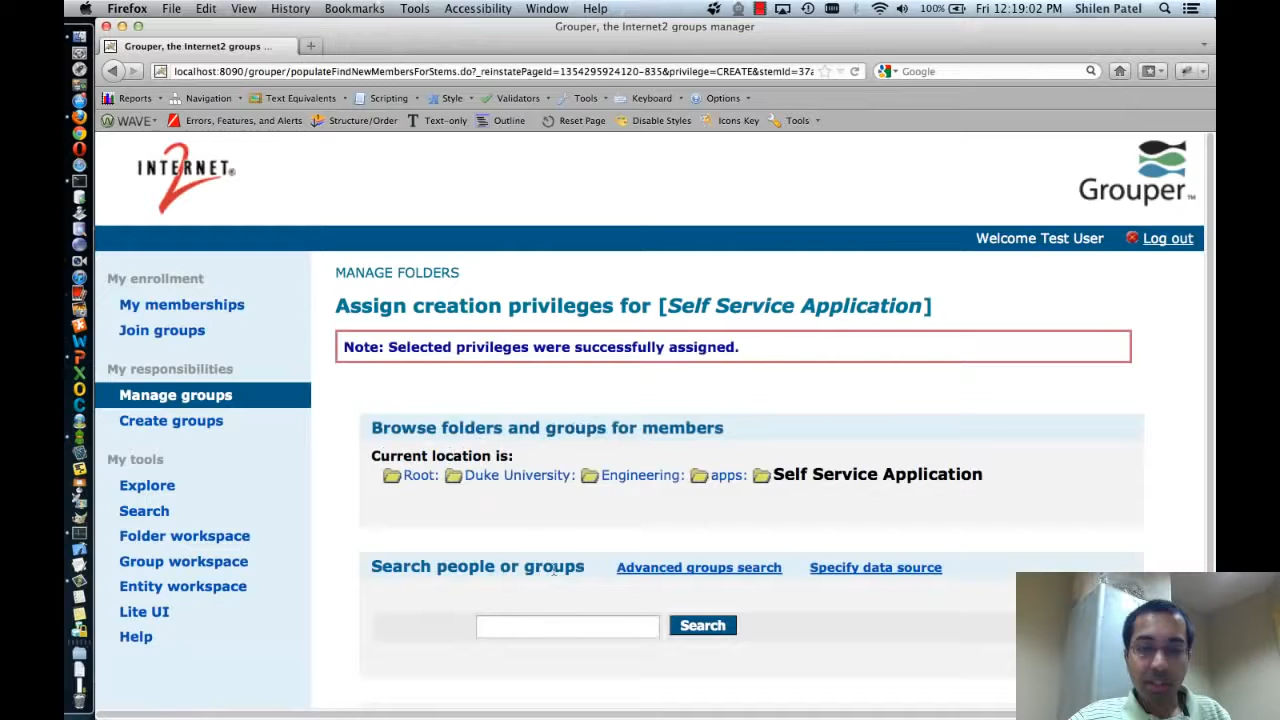 Firefox File Edit View History Bookmarks Tools Accessibility Window Help 100% Fri 12:19:02 PM Shilen Patel
Grouper, the Internet2 groups manager
Grouper, the Internet2 groups ...
localhost:8090/grouper/populateFindNewMembersForStems.do?_reinstatePageId=1354295924120-835&privilege=CREATE&stemId=37a
Google
Reports Navigation Text Equivalents Scripting Style Validators Tools Keyboard Options
WAVE Errors, Features, and Alerts Structure/Order Text-only Outline Reset Page Disable Styles Icons Key Tools
INTERNET 2
Grouper
Welcome Test User Log out
My enrollment
My memberships
Join groups
My responsibilities
Manage groups
Create groups
My tools
Explore
Search
Folder workspace
Group workspace
Entity workspace
Lite UI
Help
MANAGE FOLDERS
Assign creation privileges for [Self Service Application]
Note: Selected privileges were successfully assigned.
Browse folders and groups for members
Current location is:
Root: Duke University: Engineering: apps: Self Service Application
Search people or groups Advanced groups search Specify data source
Search